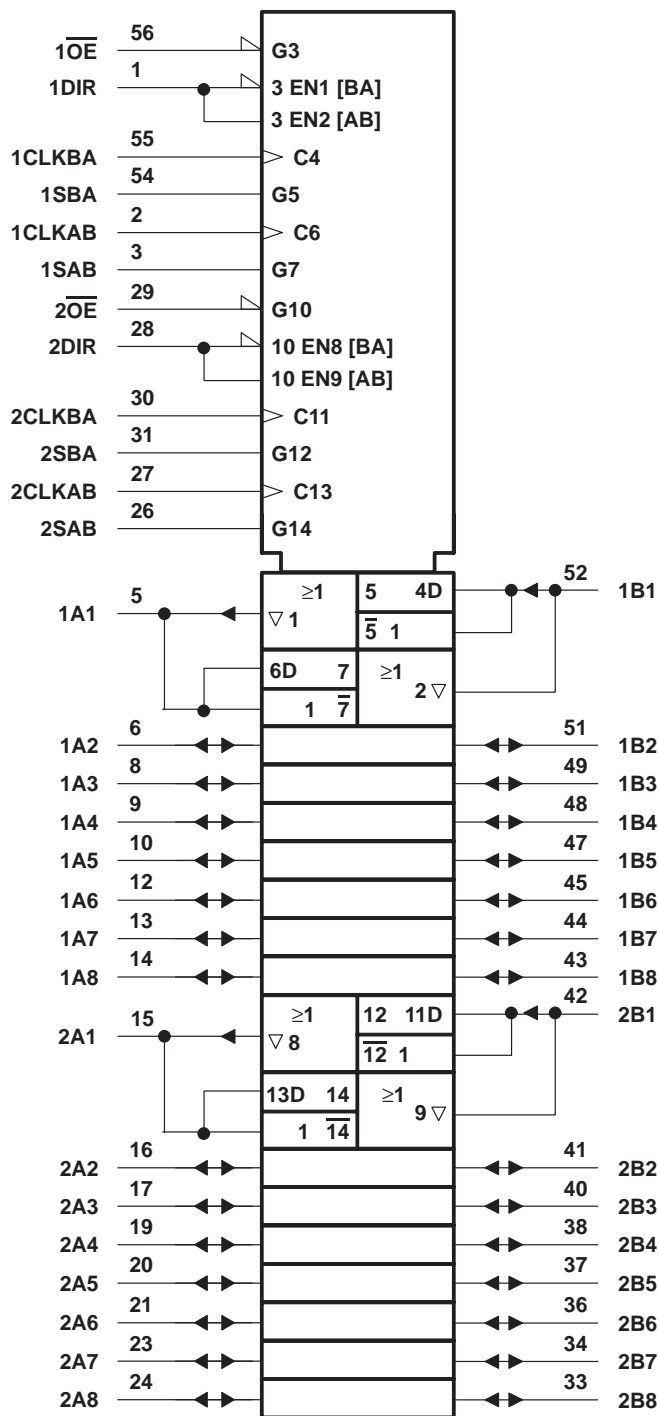 56
1O̅E̅ G3
1
1DIR 3 EN1 [BA]
3 EN2 [AB]
55
1CLKBA C4
54
1SBA G5
2
1CLKAB C6
3
1SAB G7
29
2O̅E̅ G10
28
2DIR 10 EN8 [BA]
10 EN9 [AB]
30
2CLKBA C11
31
2SBA G12
27
2CLKAB C13
26
2SAB G14
5 ≥1 5 4D 52
1A1 ▽ 1 5̅ 1 1B1
6D 7 ≥1
1 7̅ 2 ▽
6 51
1A2 1B2
8 49
1A3 1B3
9 48
1A4 1B4
10 47
1A5 1B5
12 45
1A6 1B6
13 44
1A7 1B7
14 43
1A8 1B8
15 ≥1 12 11D 42
2A1 ▽ 8 1̅2̅ 1 2B1
13D 14 ≥1
1 1̅4̅ 9 ▽
16 41
2A2 2B2
17 40
2A3 2B3
19 38
2A4 2B4
20 37
2A5 2B5
21 36
2A6 2B6
23 34
2A7 2B7
24 33
2A8 2B8